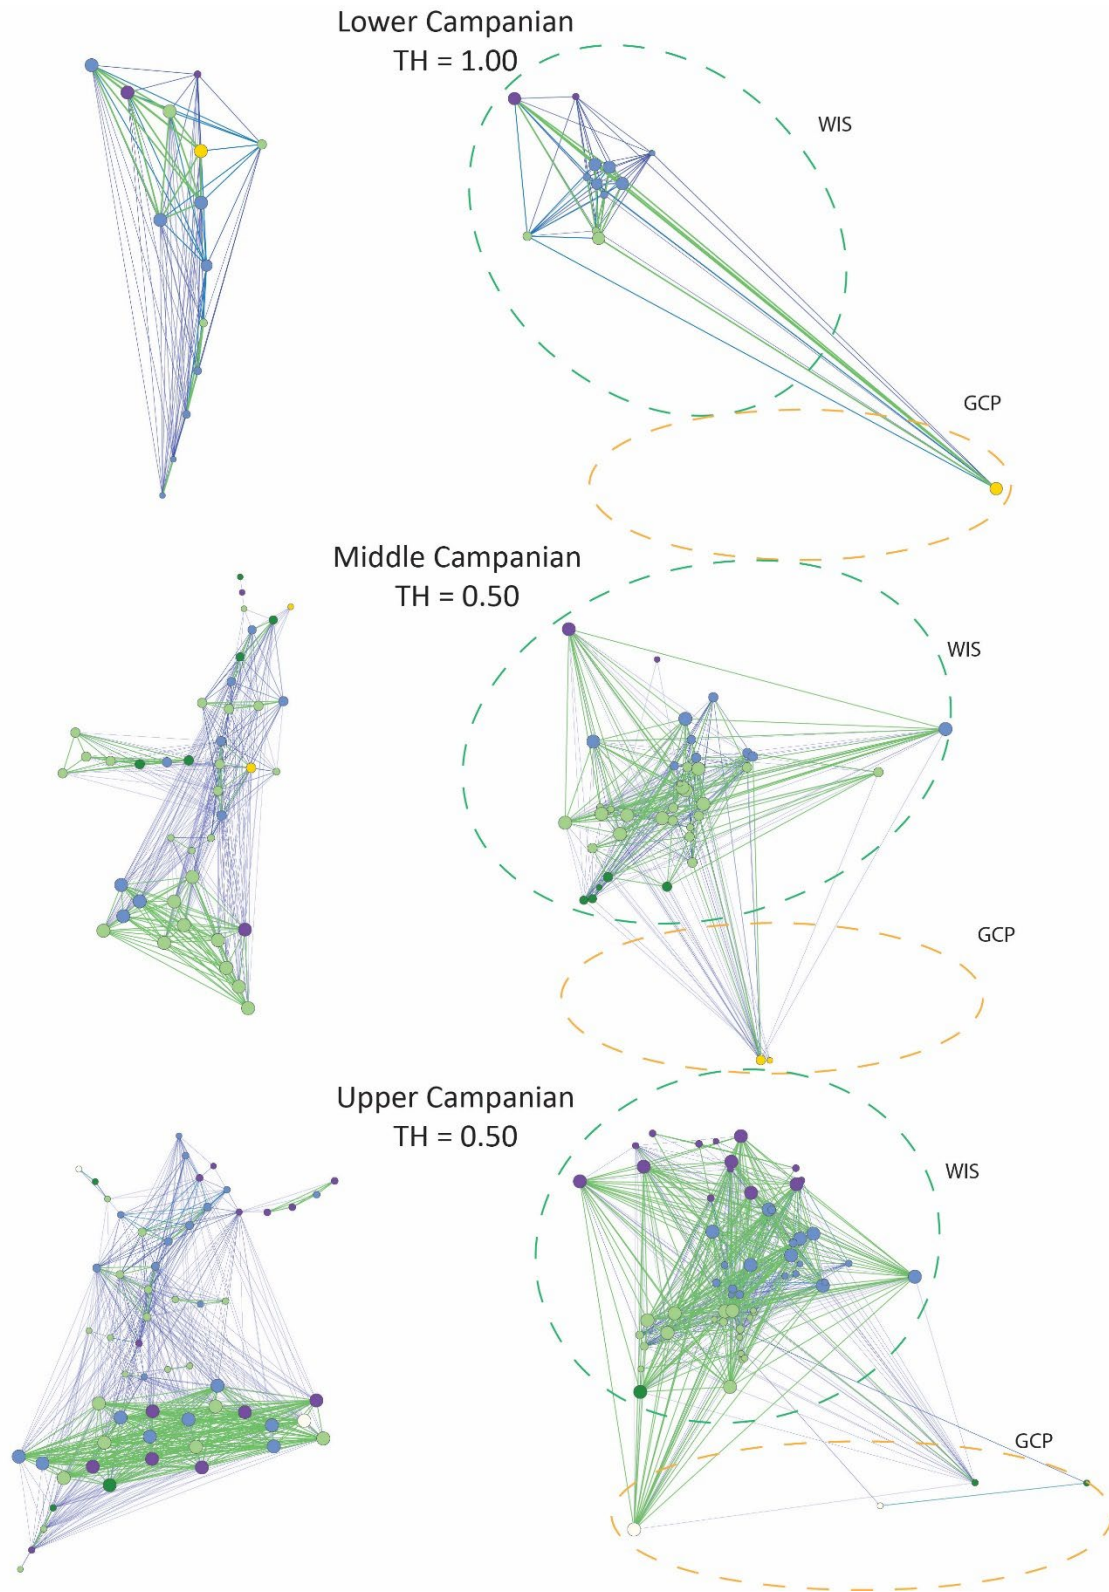 Lower Campanian
TH = 1.00
WIS
GCP
Middle Campanian
TH = 0.50
WIS
GCP
Upper Campanian
TH = 0.50
WIS
GCP